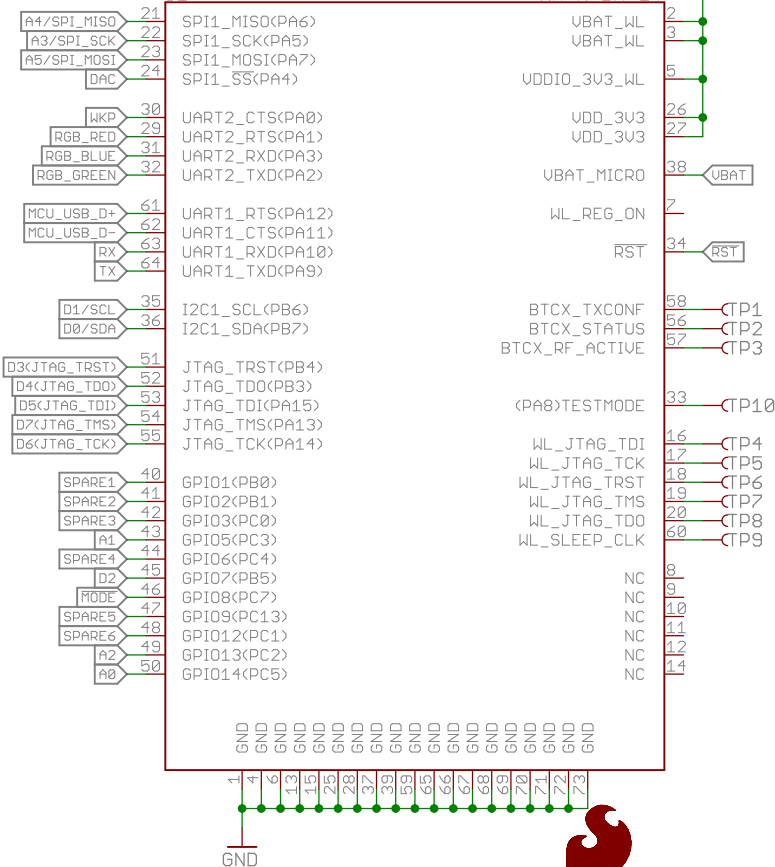 A4/SPI_MISO 21 SPI1_MISO(PA6) VBAT_WL 2
A3/SPI_SCK 22 SPI1_SCK(PA5) VBAT_WL 3
A5/SPI_MOSI 23 SPI1_MOSI(PA7)
DAC 24 SPI1_SS(PA4) VDDIO_3V3_WL 5
WKP 30 UART2_CTS(PA0) VDD_3V3 26
RGB_RED 29 UART2_RTS(PA1) VDD_3V3 27
RGB_BLUE 31 UART2_RXD(PA3)
RGB_GREEN 32 UART2_TXD(PA2) VBAT_MICRO 38 VBAT
MCU_USB_D+ 61 UART1_RTS(PA12) WL_REG_ON 7
MCU_USB_D- 62 UART1_CTS(PA11)
RX 63 UART1_RXD(PA10) RST 34 RST
TX 64 UART1_TXD(PA9)
D1/SCL 35 I2C1_SCL(PB6) BTCX_TXCONF 58 TP1
D0/SDA 36 I2C1_SDA(PB7) BTCX_STATUS 56 TP2
BTCX_RF_ACTIVE 57 TP3
D3(JTAG_TRST) 51 JTAG_TRST(PB4)
D4(JTAG_TDO) 52 JTAG_TDO(PB3)
D5(JTAG_TDI) 53 JTAG_TDI(PA15) (PA8)TESTMODE 33 TP10
D7(JTAG_TMS) 54 JTAG_TMS(PA13)
D6(JTAG_TCK) 55 JTAG_TCK(PA14) WL_JTAG_TDI 16 TP4
WL_JTAG_TCK 17 TP5
SPARE1 40 GPIO1(PB0) WL_JTAG_TRST 18 TP6
SPARE2 41 GPIO2(PB1) WL_JTAG_TMS 19 TP7
SPARE3 42 GPIO3(PC0) WL_JTAG_TDO 20 TP8
A1 43 GPIO5(PC3) WL_SLEEP_CLK 60 TP9
SPARE4 44 GPIO6(PC4)
D2 45 GPIO7(PB5) NC 8
MODE 46 GPIO8(PC7) NC 9
SPARE5 47 GPIO9(PC13) NC 10
SPARE6 48 GPIO12(PC1) NC 11
A2 49 GPIO13(PC2) NC 12
A0 50 GPIO14(PC5) NC 14
GND GND GND GND GND GND GND GND GND GND GND GND GND GND GND GND GND GND GND
1 4 6 13 15 25 28 37 39 59 65 66 67 68 69 70 71 72 73
GND